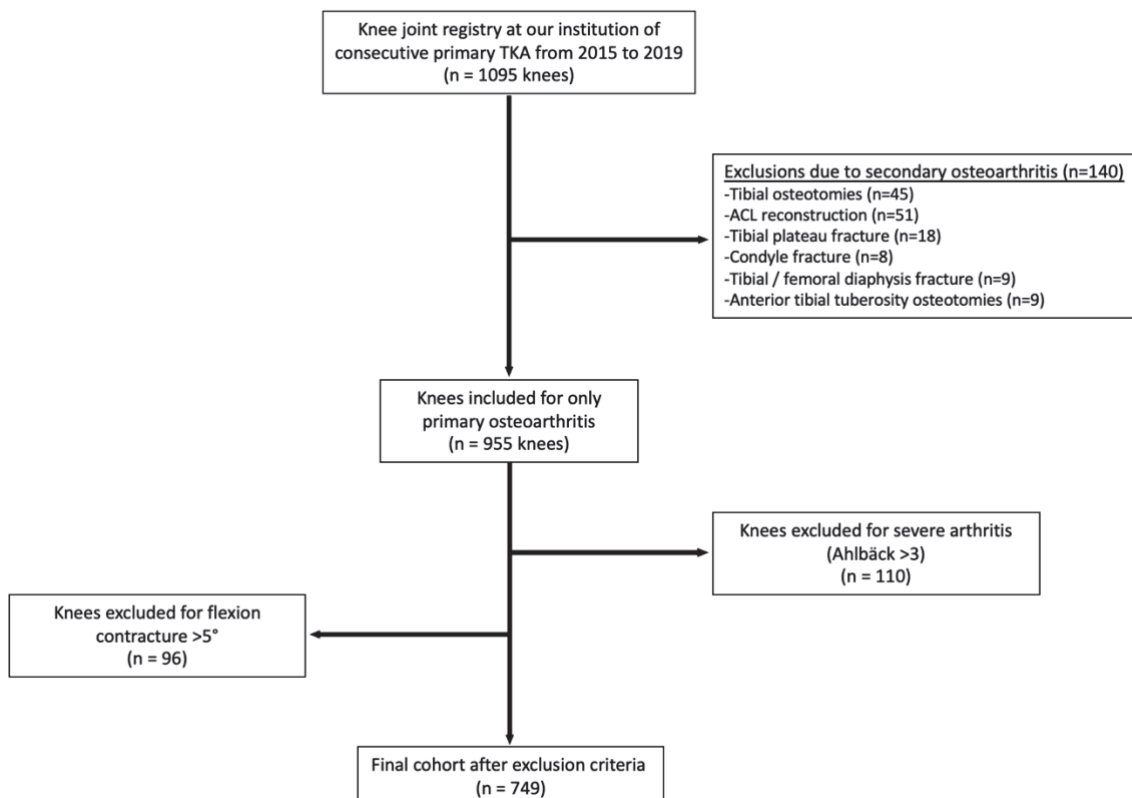 Knee joint registry at our institution of
consecutive primary TKA from 2015 to 2019
(n = 1095 knees)
Exclusions due to secondary osteoarthritis (n=140)
-Tibial osteotomies (n=45)
-ACL reconstruction (n=51)
-Tibial plateau fracture (n=18)
-Condyle fracture (n=8)
-Tibial / femoral diaphysis fracture (n=9)
-Anterior tibial tuberosity osteotomies (n=9)
Knees included for only
primary osteoarthritis
(n = 955 knees)
Knees excluded for severe arthritis
(Ahlbäck >3)
(n = 110)
Knees excluded for flexion
contracture >5°
(n = 96)
Final cohort after exclusion criteria
(n = 749)